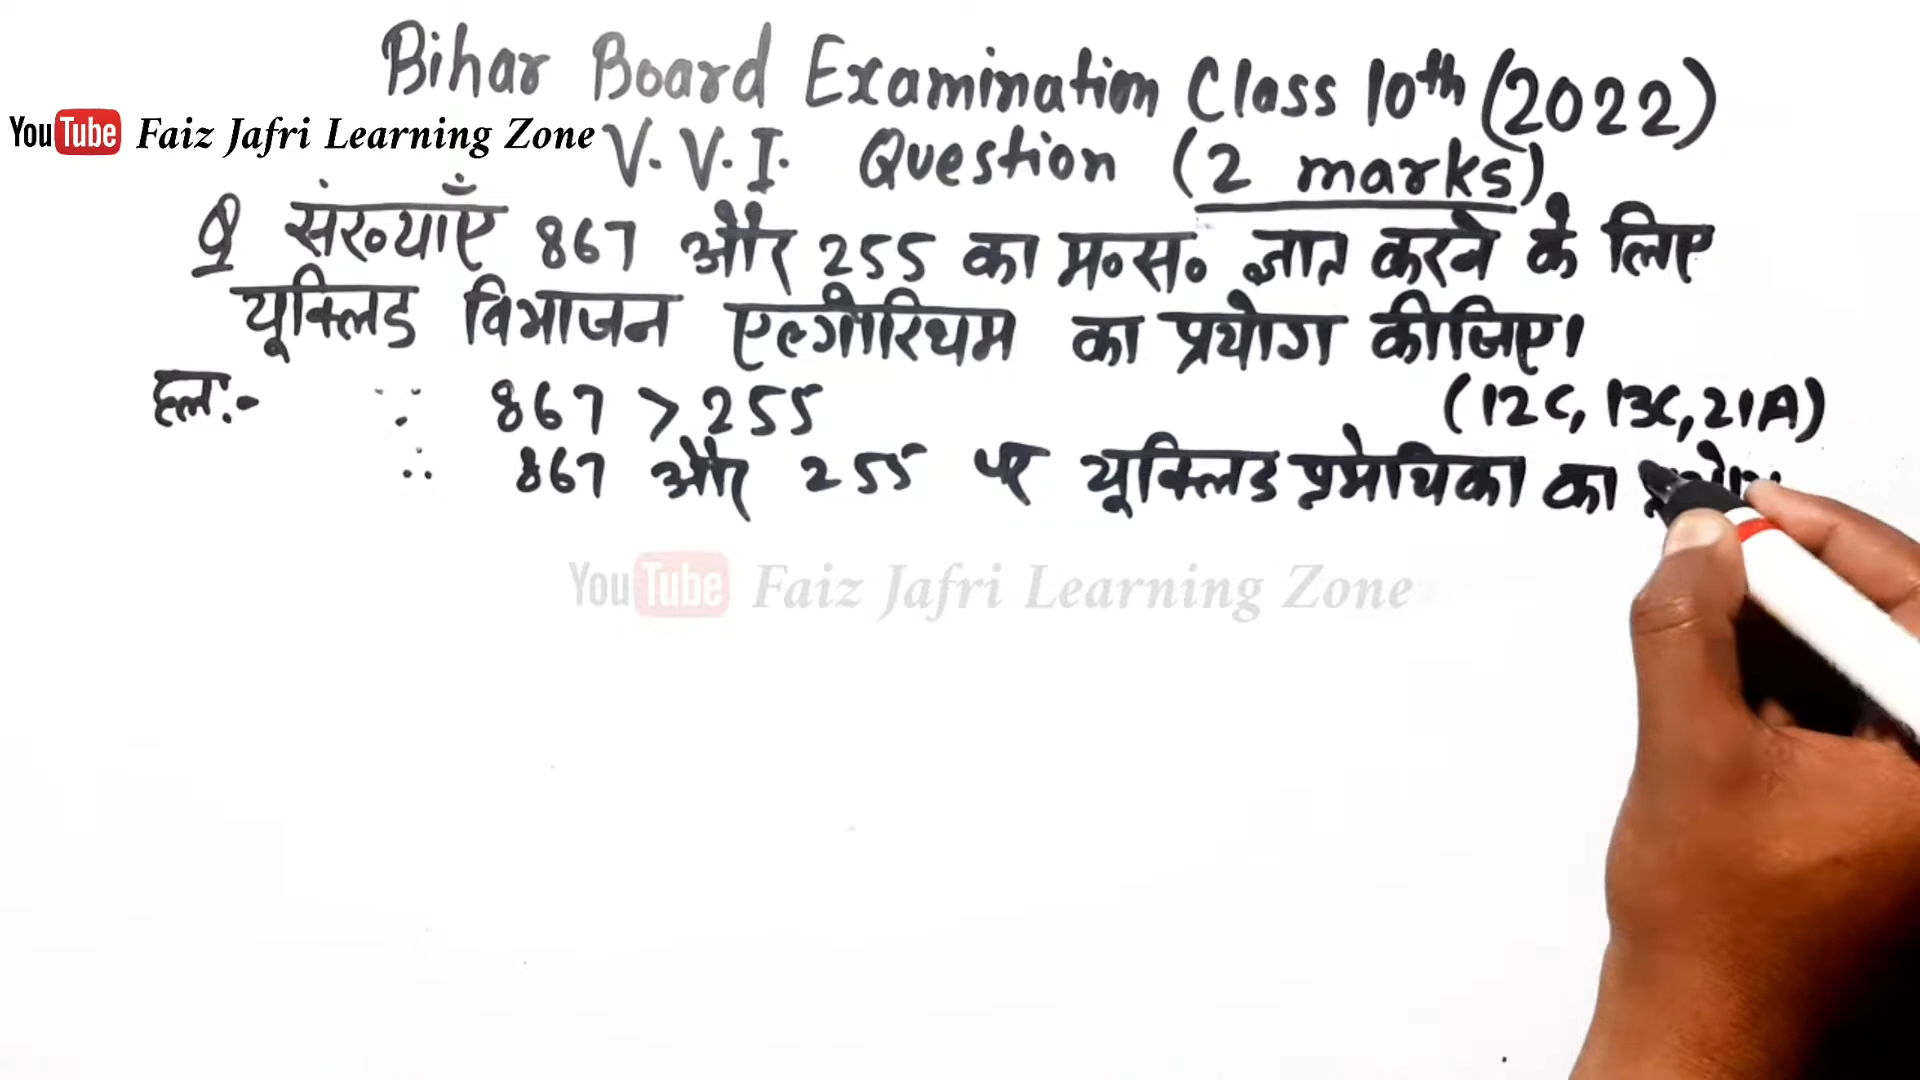 Bihar Board Examination Class 10th (2022)
YouTube Faiz Jafri Learning Zone
V.V.I. Question (2 marks)
Q संख्याएँ 867 और 255 का म०स० ज्ञात करने के लिए
यूक्लिड विभाजन एल्गोरिथम का प्रयोग कीजिए।
हल:- ∵ 867 > 255 (12C, 13C, 21A)
∴ 867 और 255 पर यूक्लिड प्रमेयिका का
YouTube Faiz Jafri Learning Zone